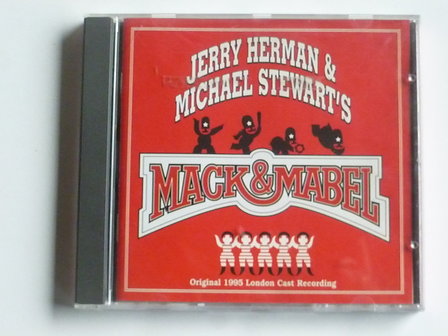 JERRY HERMAN &
MICHAEL STEWART'S
MACK & MABEL
Original 1995 London Cast Recording